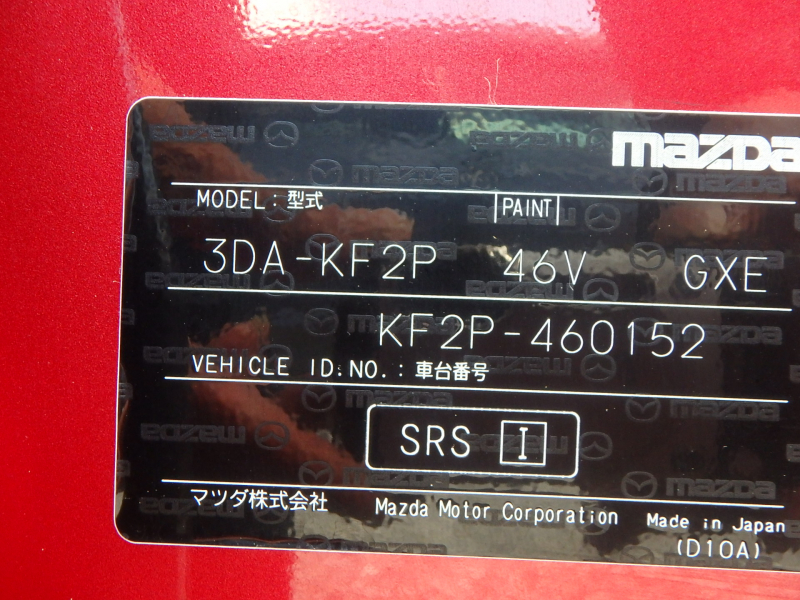 mazda
MODEL : 型式 PAINT
3DA-KF2P 46V GXE
KF2P-460152
VEHICLE ID.NO. : 車台番号
SRS I
マツダ株式会社 Mazda Motor Corporation Made in Japan
(D10A)